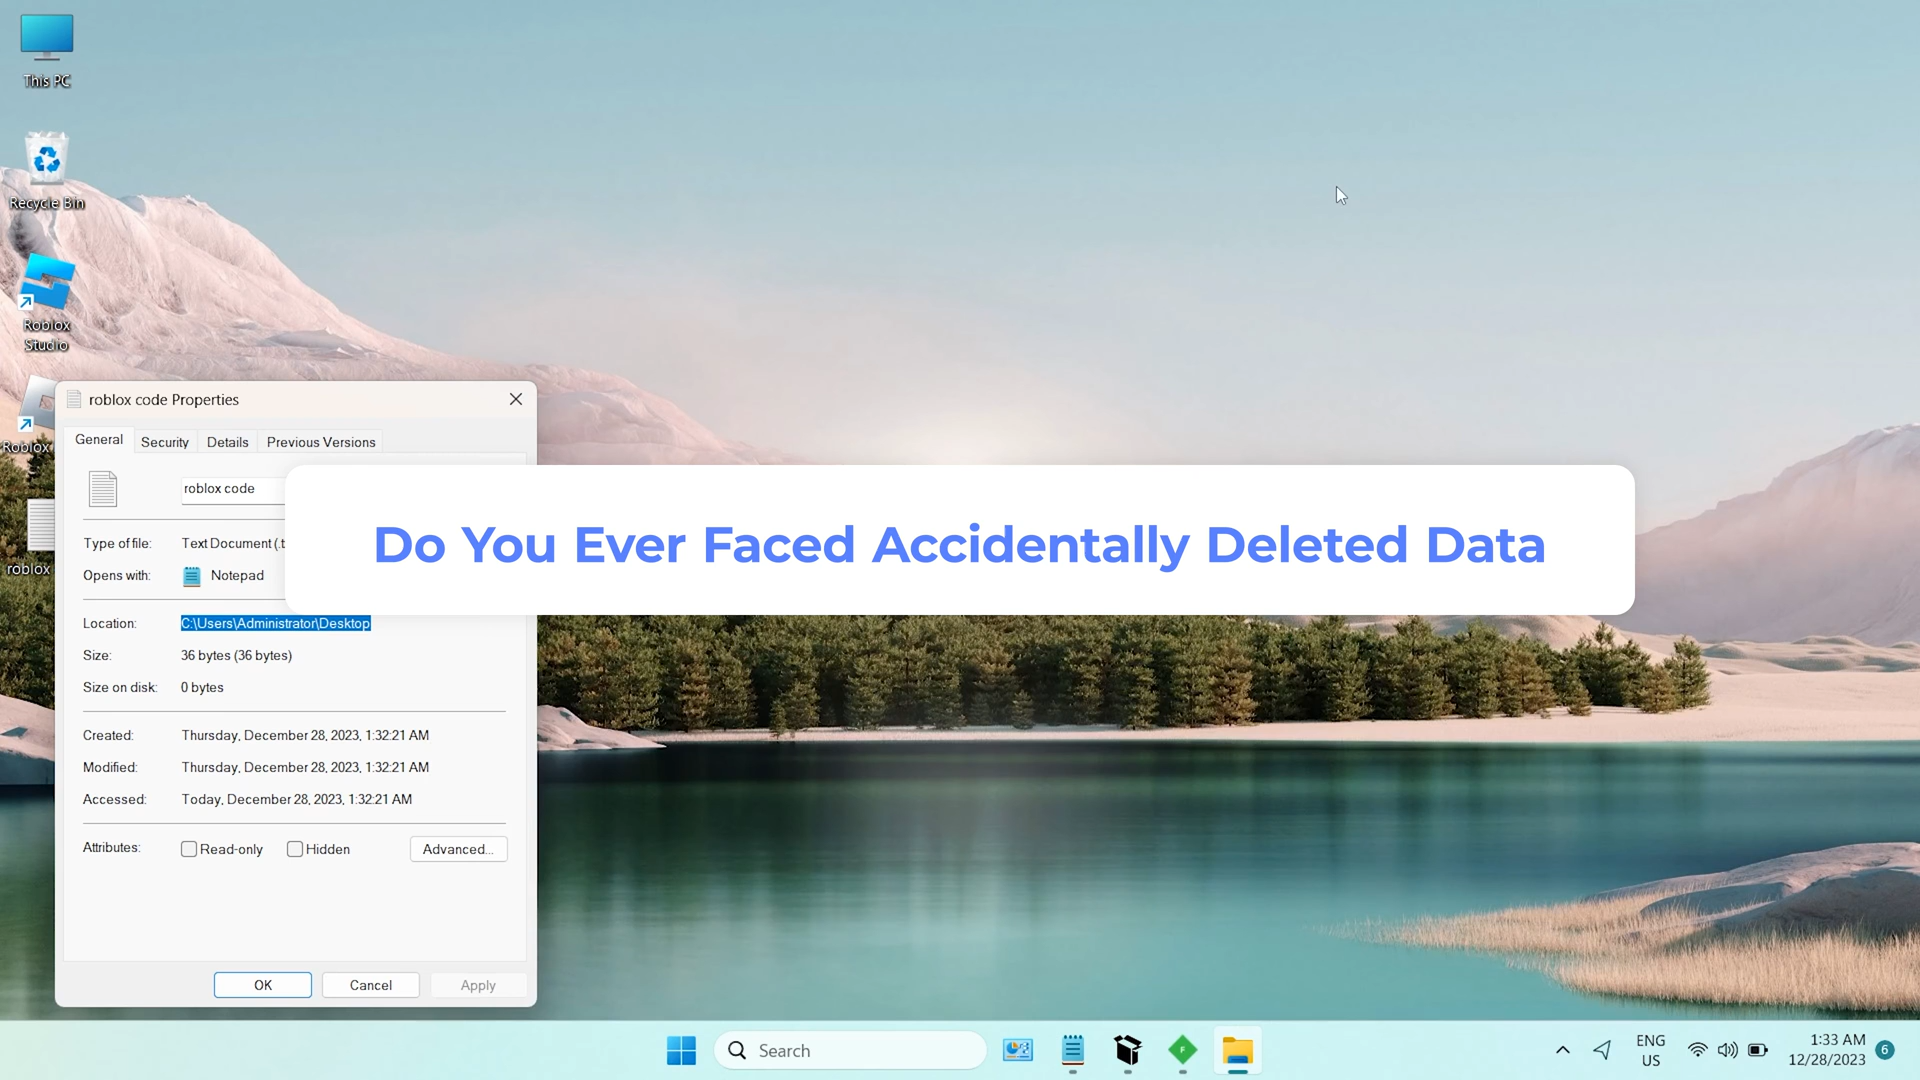 This PC
Recycle Bin
Roblox
Studio
Roblox
roblox
roblox code Properties
General
Security
Details
Previous Versions
roblox code
Type of file:
Text Document (.t
Opens with:
Notepad
Do You Ever Faced Accidentally Deleted Data
Location:
C:\Users\Administrator\Desktop
Size:
36 bytes (36 bytes)
Size on disk:
0 bytes
Created:
Thursday, December 28, 2023, 1:32:21 AM
Modified:
Thursday, December 28, 2023, 1:32:21 AM
Accessed:
Today, December 28, 2023, 1:32:21 AM
Attributes:
Read-only
Hidden
Advanced...
OK
Cancel
Apply
Search
F
ENG
US
1:33 AM
12/28/2023
6